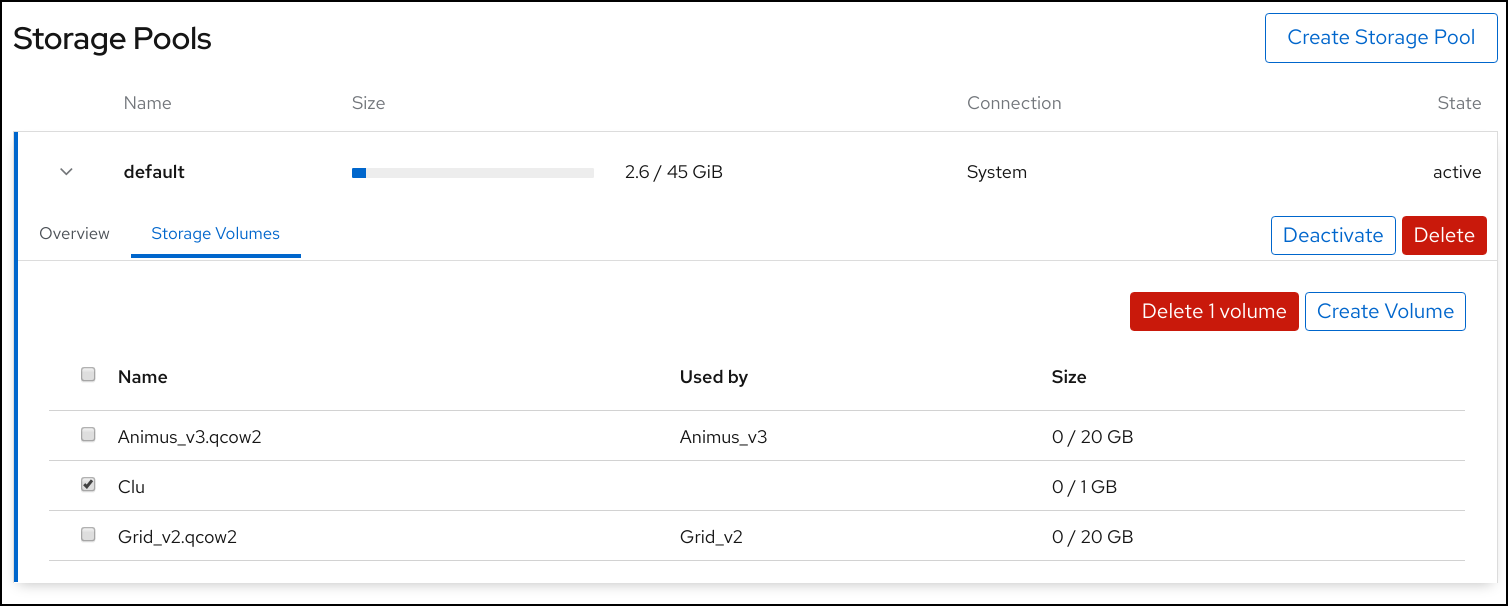 Storage Pools
Create Storage Pool
Name Size Connection State
default 2.6 / 45 GiB System active
Overview Storage Volumes Deactivate Delete
Delete 1 volume Create Volume
Name Used by Size
Animus_v3.qcow2 Animus_v3 0 / 20 GB
Clu 0 / 1 GB
Grid_v2.qcow2 Grid_v2 0 / 20 GB